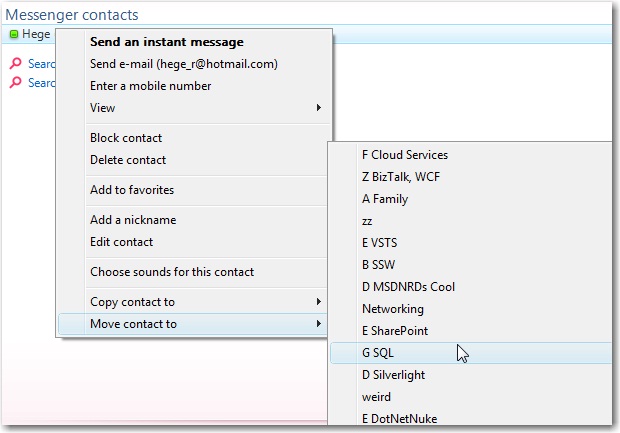 Messenger contacts
Hege
Send an instant message
Searc
Send e-mail (hege_r@hotmail.com)
Searc
Enter a mobile number
View
Block contact
Delete contact
Add to favorites
Add a nickname
Edit contact
Choose sounds for this contact
Copy contact to
Move contact to
F Cloud Services
Z BizTalk, WCF
A Family
zz
E VSTS
B SSW
D MSDNRDs Cool
Networking
E SharePoint
G SQL
D Silverlight
weird
E DotNetNuke